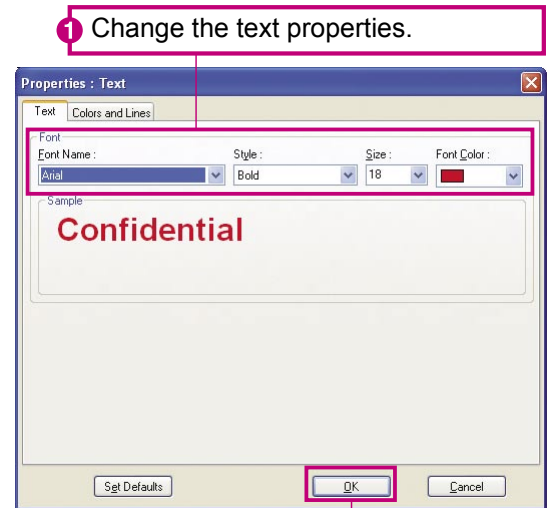 1 Change the text properties.
Properties : Text
Text Colors and Lines
Font
Font Name : Style : Size : Font Color :
Arial Bold 18
Sample
Confidential
Set Defaults OK Cancel